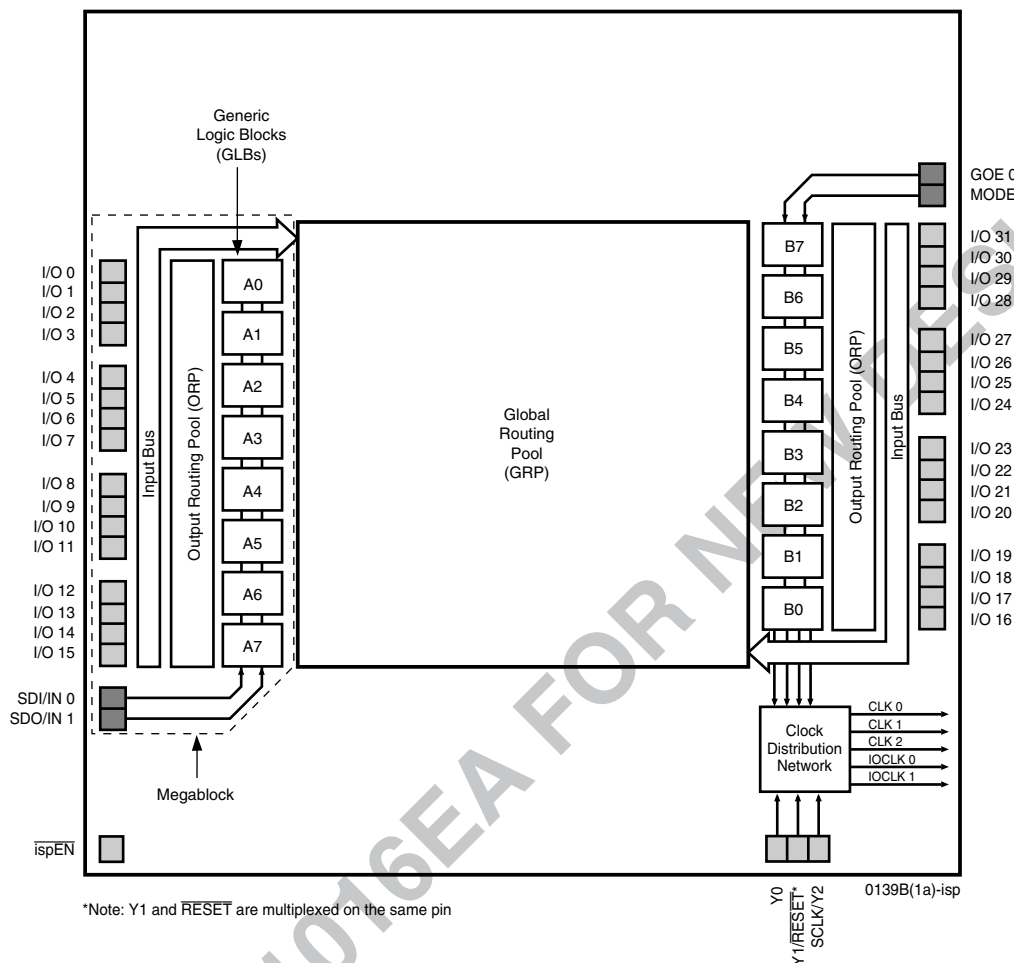 Generic
Logic Blocks
(GLBs)
GOE 0
MODE
I/O 0
I/O 1
I/O 2
I/O 3
I/O 4
I/O 5
I/O 6
I/O 7
I/O 8
I/O 9
I/O 10
I/O 11
I/O 12
I/O 13
I/O 14
I/O 15
SDI/IN 0
SDO/IN 1
Input Bus
Output Routing Pool (ORP)
A0
A1
A2
A3
A4
A5
A6
A7
Megablock
Global
Routing
Pool
(GRP)
B7
B6
B5
B4
B3
B2
B1
B0
Output Routing Pool (ORP)
Input Bus
I/O 31
I/O 30
I/O 29
I/O 28
I/O 27
I/O 26
I/O 25
I/O 24
I/O 23
I/O 22
I/O 21
I/O 20
I/O 19
I/O 18
I/O 17
I/O 16
Clock
Distribution
Network
CLK 0
CLK 1
CLK 2
IOCLK 0
IOCLK 1
ispEN
Y0
Y1/RESET*
SCLK/Y2
0139B(1a)-isp
*Note: Y1 and RESET are multiplexed on the same pin
1016EA FOR NEW DES